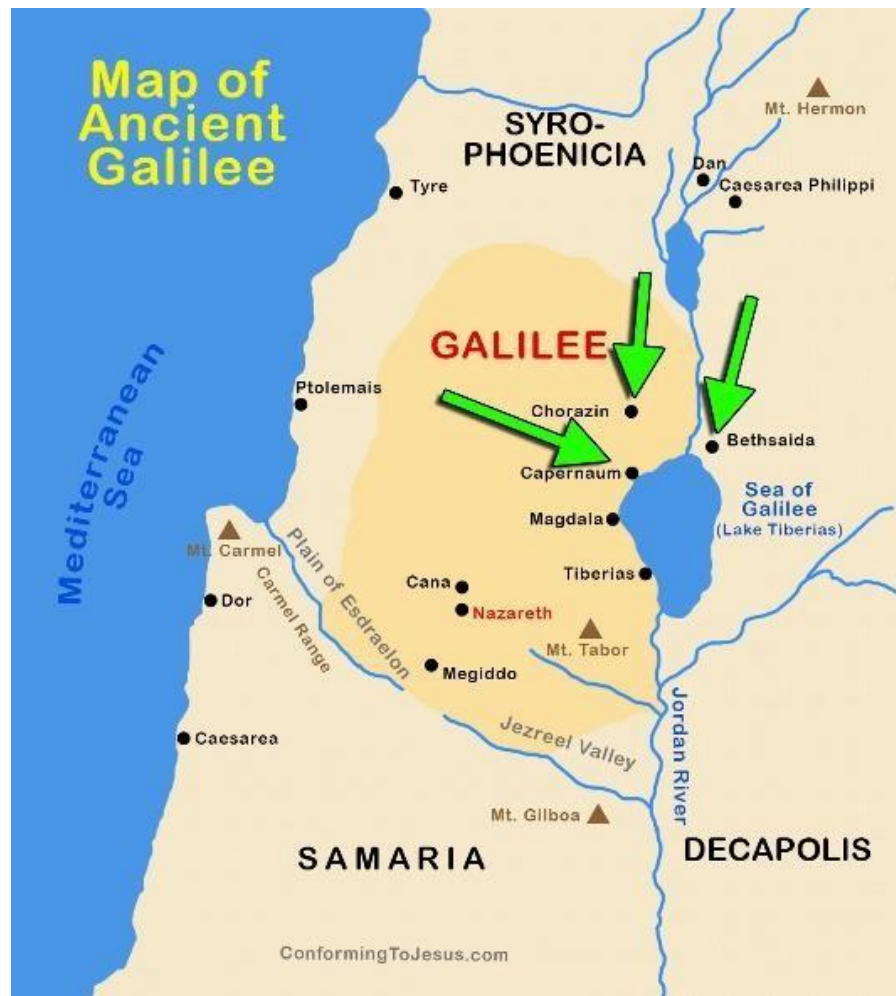 Map of
Ancient
Galilee
Mt. Hermon
SYRO-
PHOENICIA
Dan
Caesarea Philippi
Tyre
GALILEE
Ptolemais
Chorazin
Bethsaida
Capernaum
Mediterranean
Sea
Sea of
Galilee
(Lake Tiberias)
Magdala
Mt. Carmel
Plain of Esdraelon
Carmel Range
Tiberias
Cana
Dor
Nazareth
Mt. Tabor
Megiddo
Jordan River
Caesarea
Jezreel Valley
Mt. Gilboa
SAMARIA
DECAPOLIS
ConformingToJesus.com